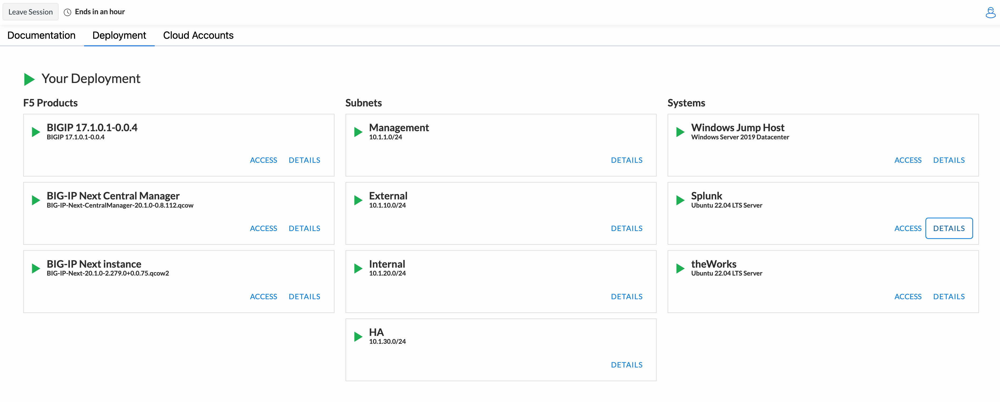 Leave Session
Ends in an hour
Documentation
Deployment
Cloud Accounts
Your Deployment
F5 Products
BIGIP 17.1.0.1-0.0.4
BIGIP 17.1.0.1-0.0.4
ACCESS DETAILS
BIG-IP Next Central Manager
BIG-IP-Next-CentralManager-20.1.0-0.8.112.qcow
ACCESS DETAILS
BIG-IP Next instance
BIG-IP-Next-20.1.0-2.279.0+0.0.75.qcow2
ACCESS DETAILS
Subnets
Management
10.1.1.0/24
DETAILS
External
10.1.10.0/24
DETAILS
Internal
10.1.20.0/24
DETAILS
HA
10.1.30.0/24
DETAILS
Systems
Windows Jump Host
Windows Server 2019 Datacenter
ACCESS DETAILS
Splunk
Ubuntu 22.04 LTS Server
ACCESS DETAILS
theWorks
Ubuntu 22.04 LTS Server
ACCESS DETAILS